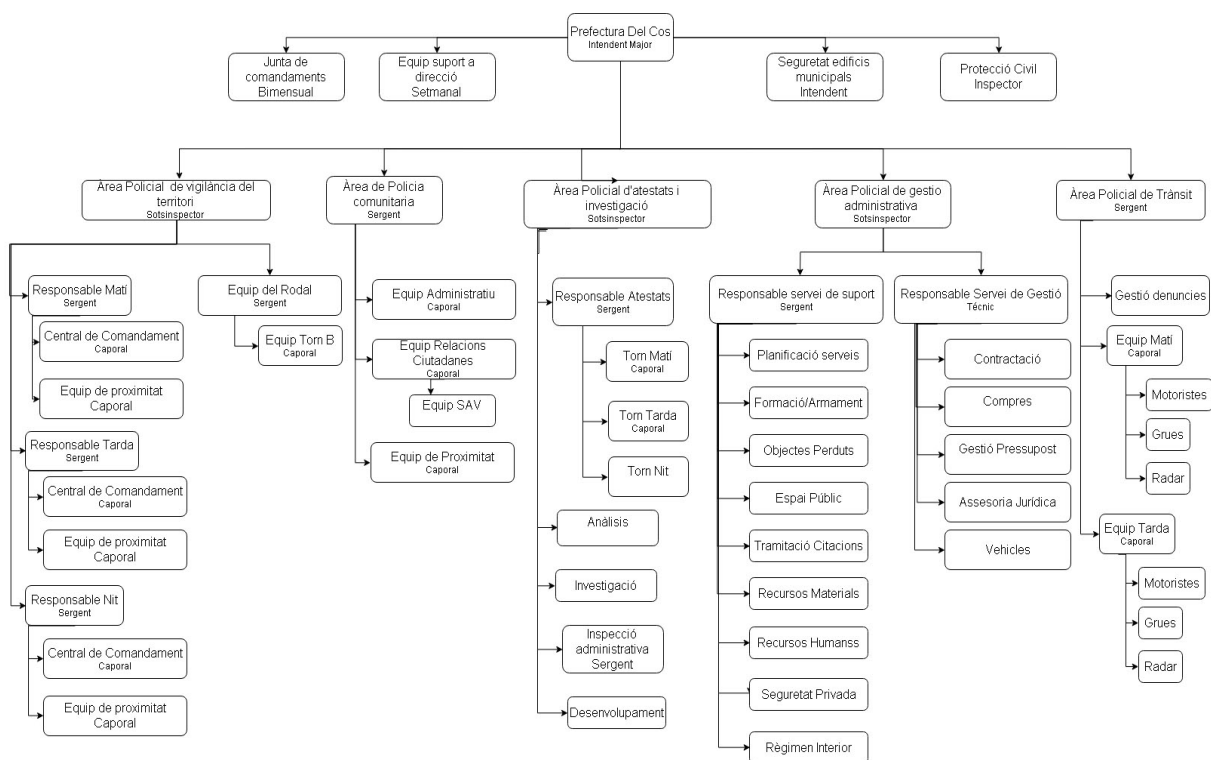 Prefectura Del Cos
Intendent Major
Junta de
comandaments
Bimensual
Equip suport a
direcció
Setmanal
Seguretat edificis
municipals
Intendent
Protecció Civil
Inspector
Àrea Policial de vigilància del
territori
Sotsinspector
Àrea de Policia
comunitaria
Sergent
Àrea Policial d'atestats i
investigació
Sotsinspector
Àrea Policial de gestio
administrativa
Sotsinspector
Àrea Policial de Trànsit
Sergent
Responsable Matí
Sergent
Central de Comandament
Caporal
Equip de proximitat
Caporal
Responsable Tarda
Sergent
Central de Comandament
Caporal
Equip de proximitat
Caporal
Responsable Nit
Sergent
Central de Comandament
Caporal
Equip de proximitat
Caporal
Equip del Rodal
Sergent
Equip Torn B
Caporal
Equip Administratiu
Caporal
Equip Relacions
Ciutadanes
Caporal
Equip SAV
Equip de Proximitat
Caporal
Responsable Atestats
Sergent
Torn Matí
Caporal
Torn Tarda
Caporal
Torn Nit
Anàlisis
Investigació
Inspecció
administrativa
Sergent
Desenvolupament
Responsable servei de suport
Sergent
Planificació serveis
Formació/Armament
Objectes Perduts
Espai Públic
Tramitació Citacions
Recursos Materials
Recursos Humanss
Seguretat Privada
Règimen Interior
Responsable Servei de Gestió
Tècnic
Contractació
Compres
Gestió Pressupost
Assesoria Jurídica
Vehicles
Gestió denuncies
Equip Matí
Caporal
Motoristes
Grues
Radar
Equip Tarda
Caporal
Motoristes
Grues
Radar